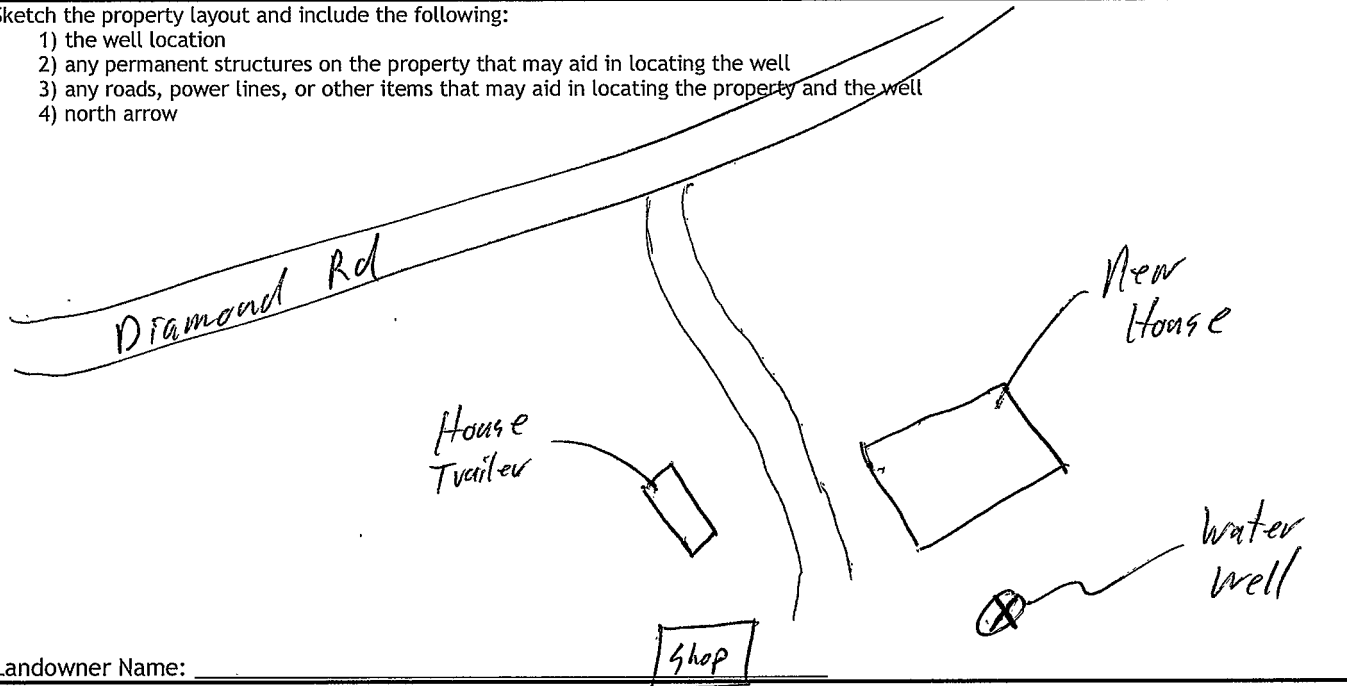 Sketch the property layout and include the following:
1) the well location
2) any permanent structures on the property that may aid in locating the well
3) any roads, power lines, or other items that may aid in locating the property and the well
4) north arrow
Diamond Rd
New
House
House
Trailer
Water
Well
Shop
Landowner Name: